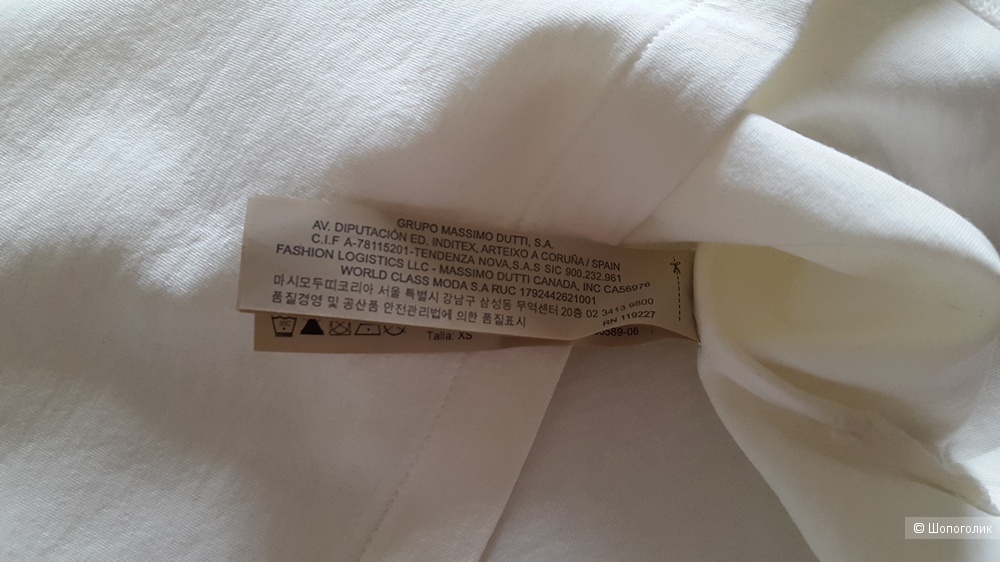 GRUPO MASSIMO DUTTI, S.A.
AV. DIPUTACIÓN ED. INDITEX, ARTEIXO A CORUÑA / SPAIN
C.I.F A-78115201-TENDENZA NOVA,S.A.S SIC 900.232.961
FASHION LOGISTICS LLC - MASSIMO DUTTI CANADA, INC CA56976
WORLD CLASS MODA S.A RUC 1792442621001
마시모두띠코리아 서울 특별시 강남구 삼성동 무역센터 20층 02 3413 9800
품질경영 및 공산품 안전관리법에 의한 품질표시 RN 119227
Talla: XS
589-06
© Шопоголик